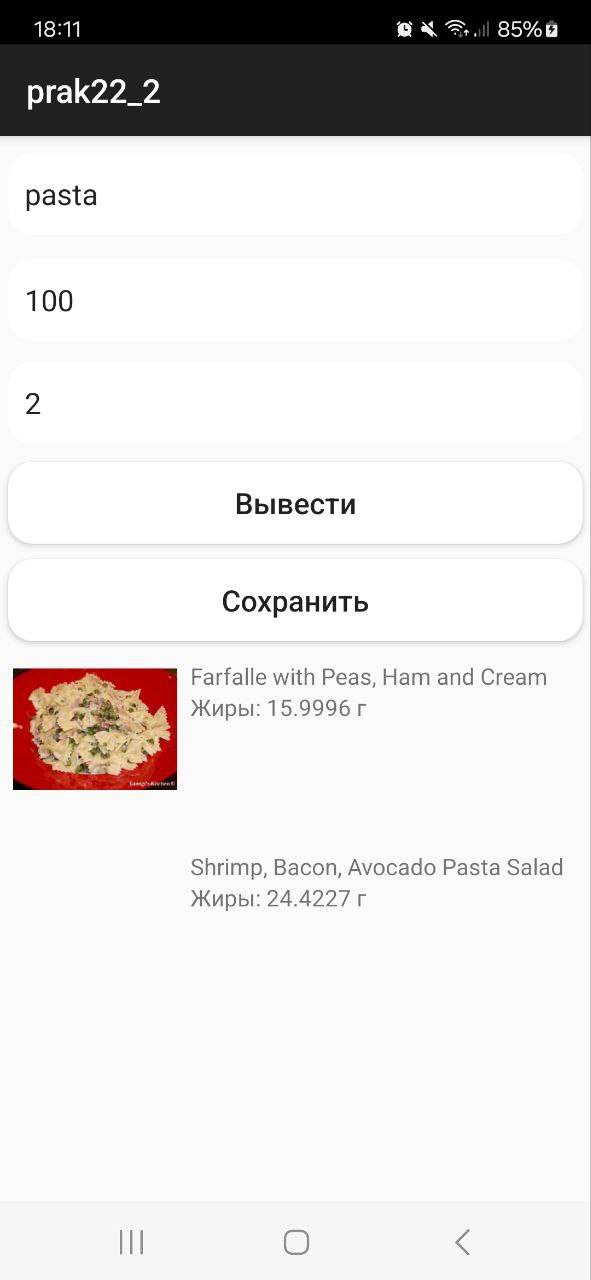 18:11
85%
prak22_2
pasta
100
2
Вывести
Сохранить
Farfalle with Peas, Ham and Cream
Жиры: 15.9996 г
Shrimp, Bacon, Avocado Pasta Salad
Жиры: 24.4227 г